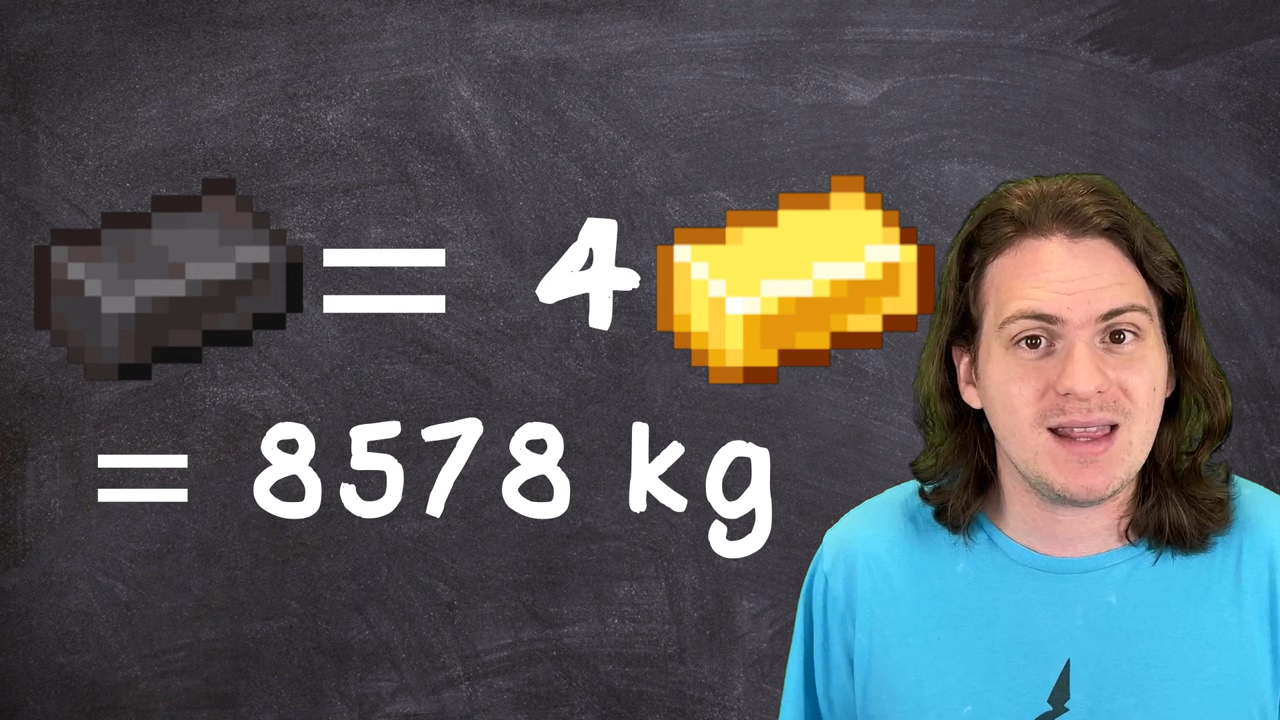 = 4
= 8578 kg